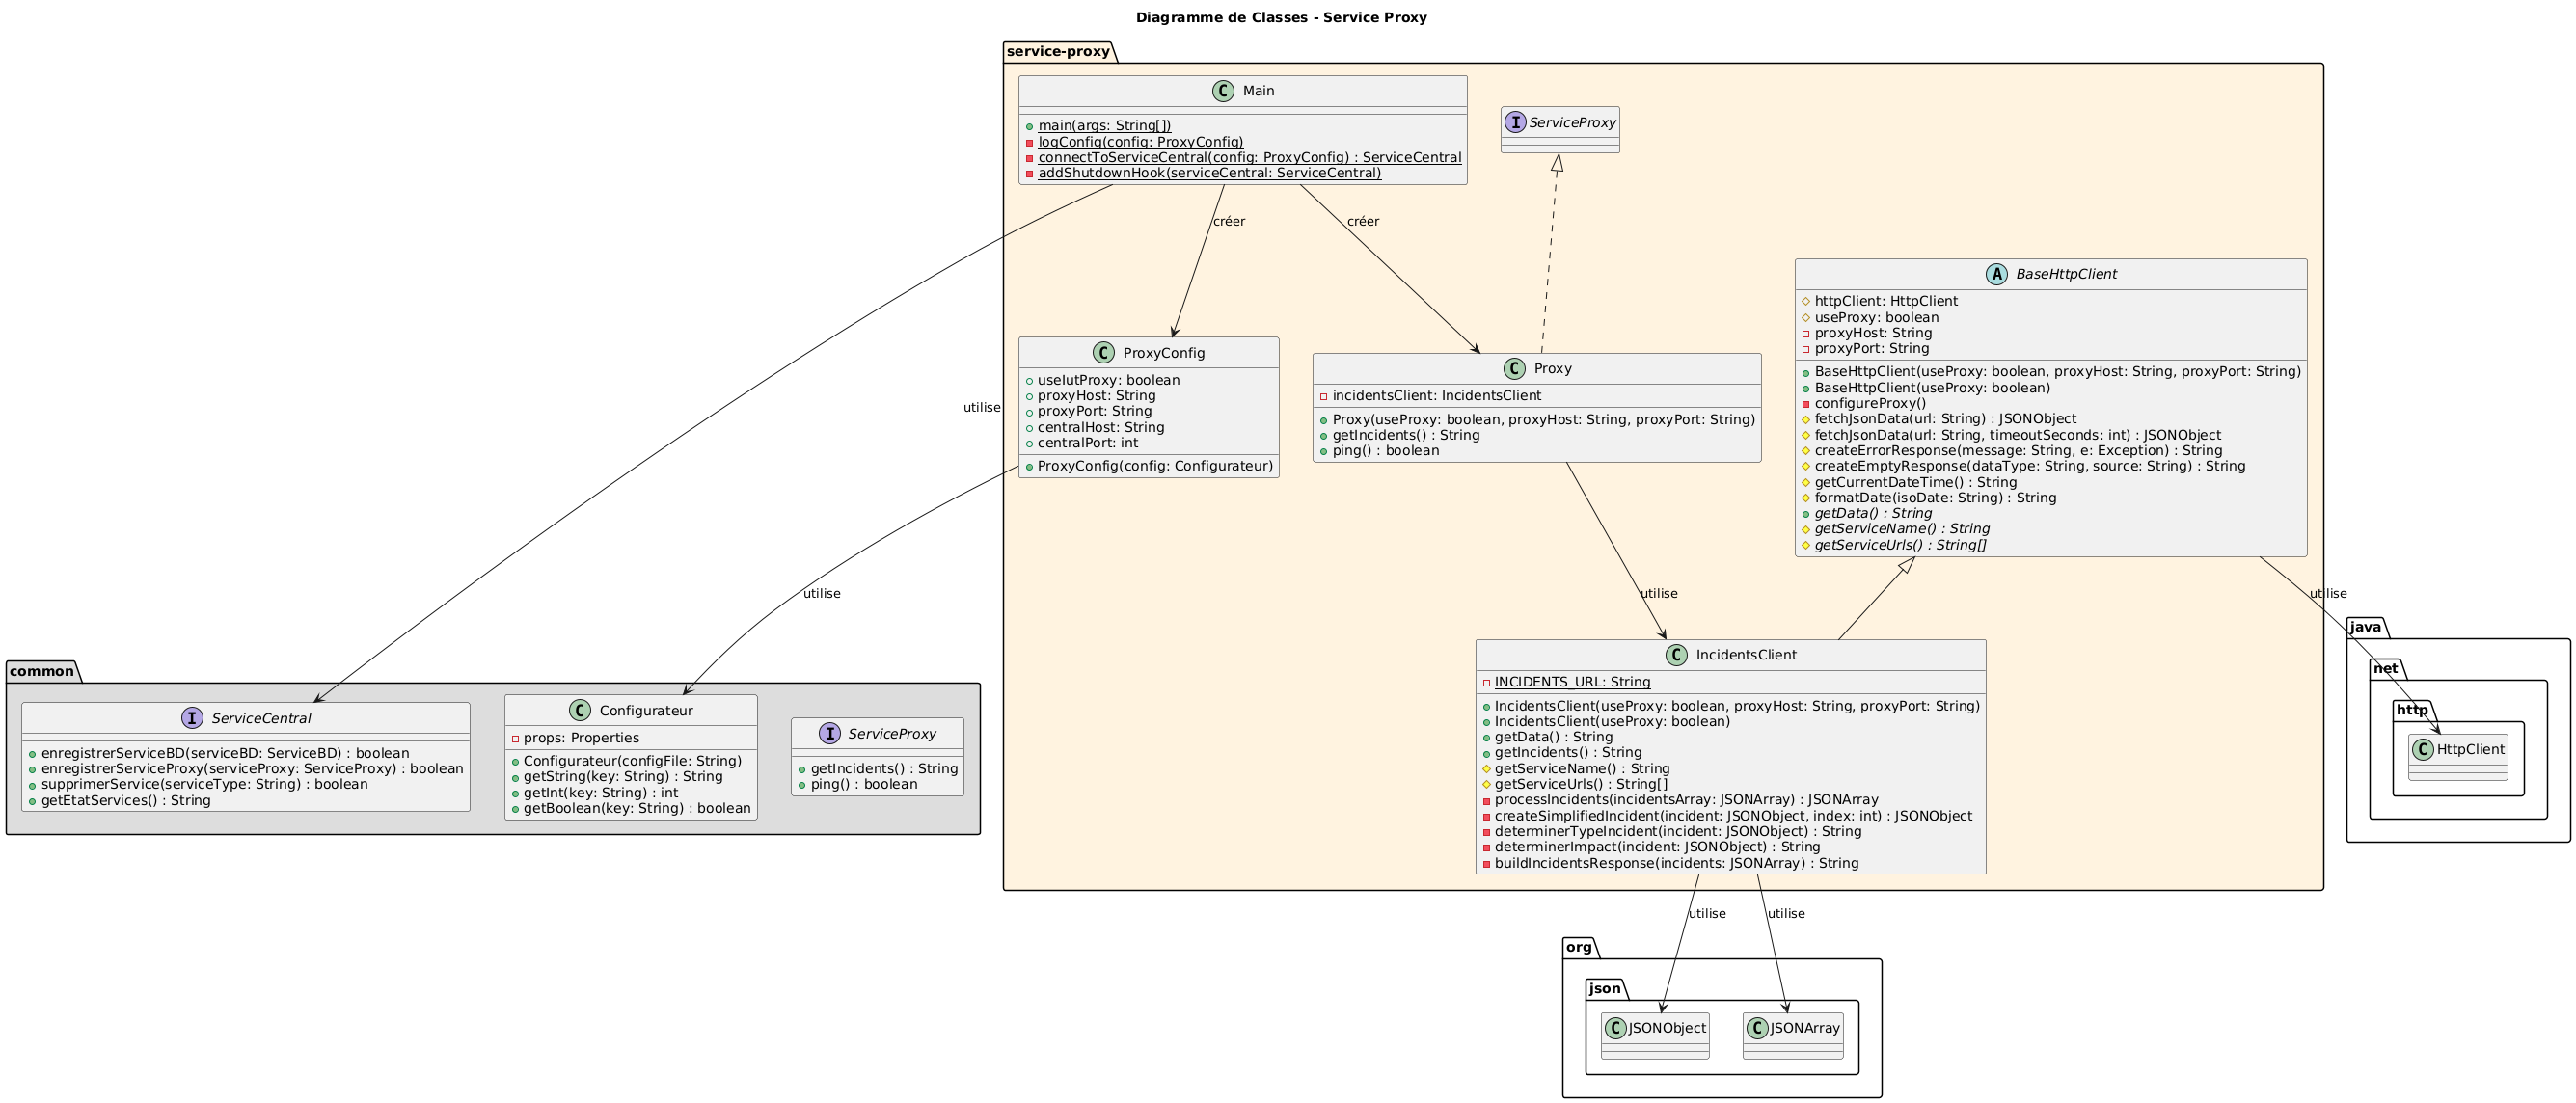 Diagramme de Classes - Service Proxy
service-proxy
C Main
main(args: String[])
logConfig(config: ProxyConfig)
connectToServiceCentral(config: ProxyConfig) : ServiceCentral
addShutdownHook(serviceCentral: ServiceCentral)
I ServiceProxy
créer
créer
A BaseHttpClient
httpClient: HttpClient
useProxy: boolean
proxyHost: String
proxyPort: String
BaseHttpClient(useProxy: boolean, proxyHost: String, proxyPort: String)
BaseHttpClient(useProxy: boolean)
configureProxy()
fetchJsonData(url: String) : JSONObject
fetchJsonData(url: String, timeoutSeconds: int) : JSONObject
createErrorResponse(message: String, e: Exception) : String
createEmptyResponse(dataType: String, source: String) : String
getCurrentDateTime() : String
formatDate(isoDate: String) : String
getData() : String
getServiceName() : String
getServiceUrls() : String[]
C ProxyConfig
useIutProxy: boolean
proxyHost: String
proxyPort: String
centralHost: String
centralPort: int
ProxyConfig(config: Configurateur)
C Proxy
incidentsClient: IncidentsClient
Proxy(useProxy: boolean, proxyHost: String, proxyPort: String)
getIncidents() : String
ping() : boolean
utilise
utilise
utilise
utilise
C IncidentsClient
INCIDENTS_URL: String
IncidentsClient(useProxy: boolean, proxyHost: String, proxyPort: String)
IncidentsClient(useProxy: boolean)
getData() : String
getIncidents() : String
getServiceName() : String
getServiceUrls() : String[]
processIncidents(incidentsArray: JSONArray) : JSONArray
createSimplifiedIncident(incident: JSONObject, index: int) : JSONObject
determinerTypeIncident(incident: JSONObject) : String
determinerImpact(incident: JSONObject) : String
buildIncidentsResponse(incidents: JSONArray) : String
common
I ServiceCentral
enregistrerServiceBD(serviceBD: ServiceBD) : boolean
enregistrerServiceProxy(serviceProxy: ServiceProxy) : boolean
supprimerService(serviceType: String) : boolean
getEtatServices() : String
C Configurateur
props: Properties
Configurateur(configFile: String)
getString(key: String) : String
getInt(key: String) : int
getBoolean(key: String) : boolean
I ServiceProxy
getIncidents() : String
ping() : boolean
java
net
http
C HttpClient
utilise
utilise
org
json
C JSONObject
C JSONArray